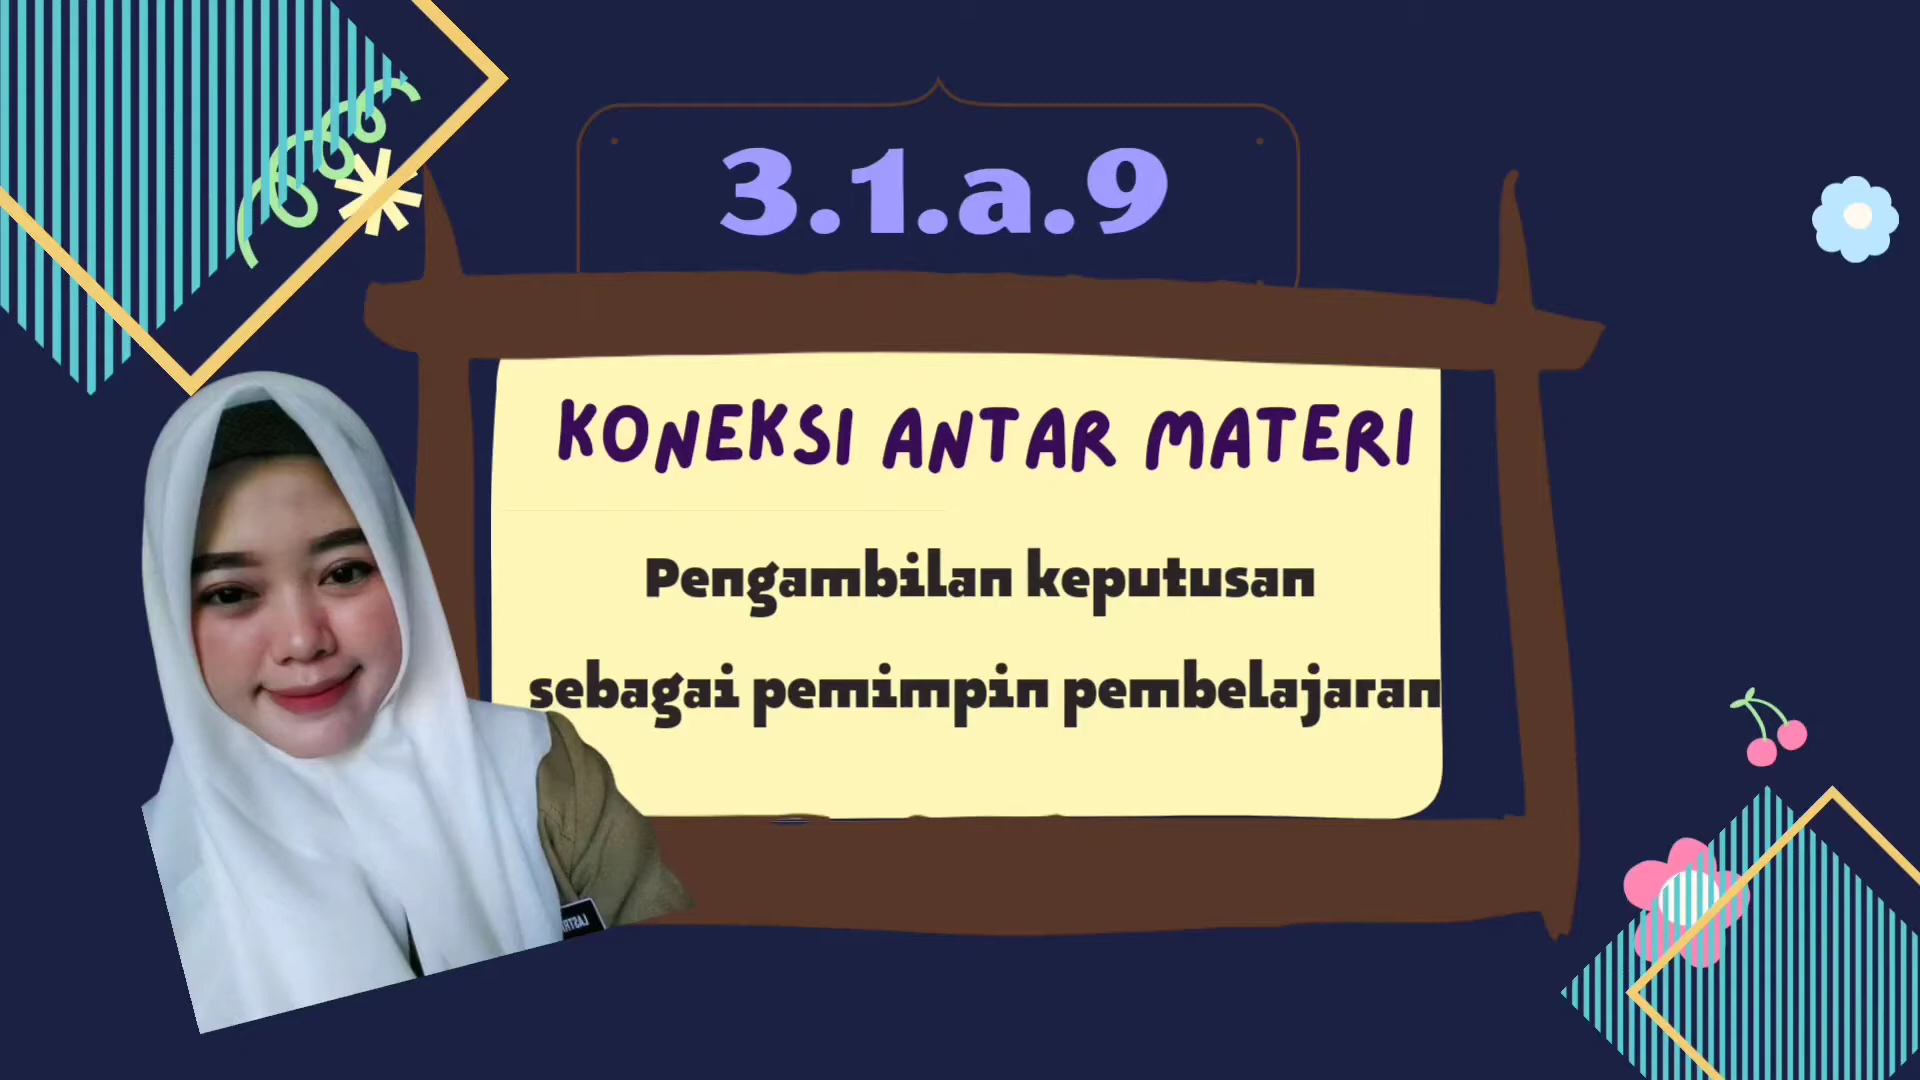 3.1.a.9
KONEKSI ANTAR MATERI
Pengambilan keputusan
sebagai pemimpin pembelajaran